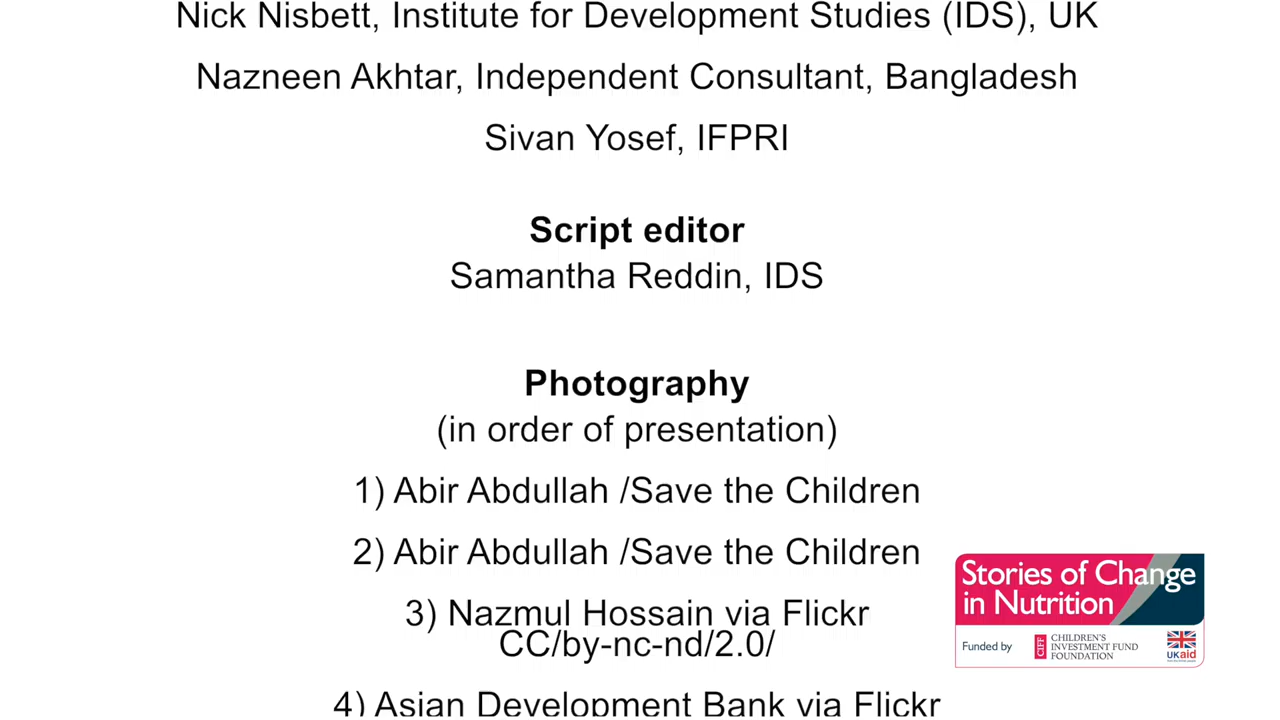 Nick Nisbett, Institute for Development Studies (IDS), UK
Nazneen Akhtar, Independent Consultant, Bangladesh
Sivan Yosef, IFPRI
Script editor
Samantha Reddin, IDS
Photography
(in order of presentation)
1) Abir Abdullah /Save the Children
2) Abir Abdullah /Save the Children
3) Nazmul Hossain via Flickr
CC/by-nc-nd/2.0/
4) Asian Development Bank via Flickr
Stories of Change
in Nutrition
Funded by
CIFF
CHILDREN'S
INVESTMENT FUND
FOUNDATION
UKaid